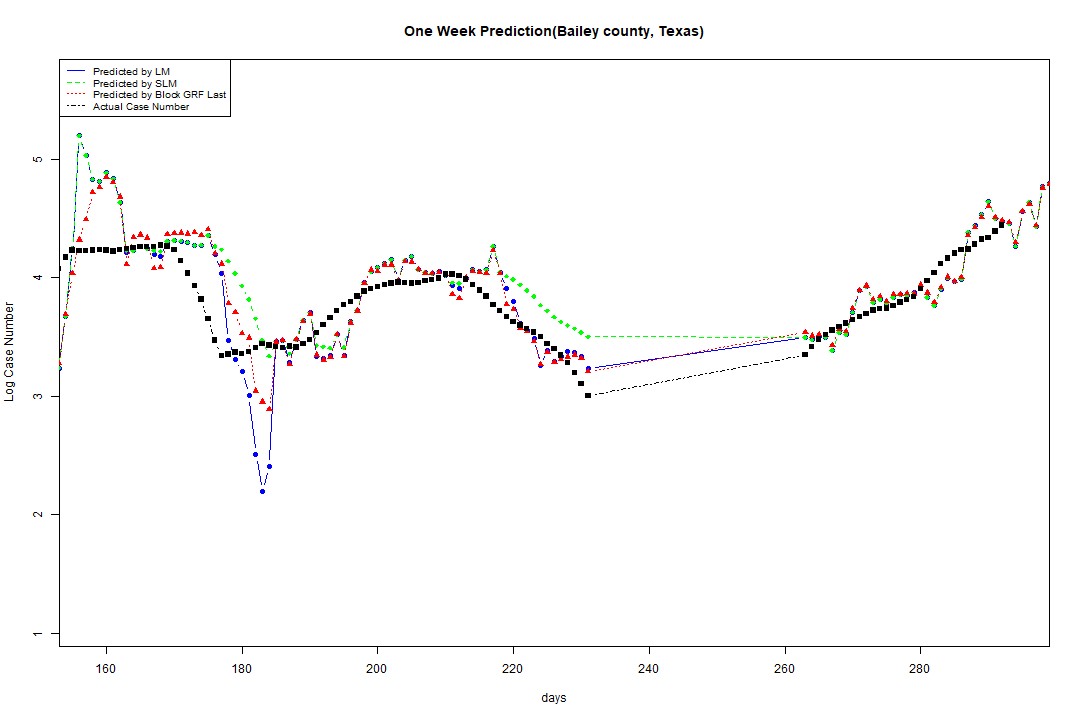 One Week Prediction(Bailey county, Texas)
Predicted by LM
Predicted by SLM
Predicted by Block GRF Last
Actual Case Number
5
4
3
2
1
Log Case Number
160 180 200 220 240 260 280
days